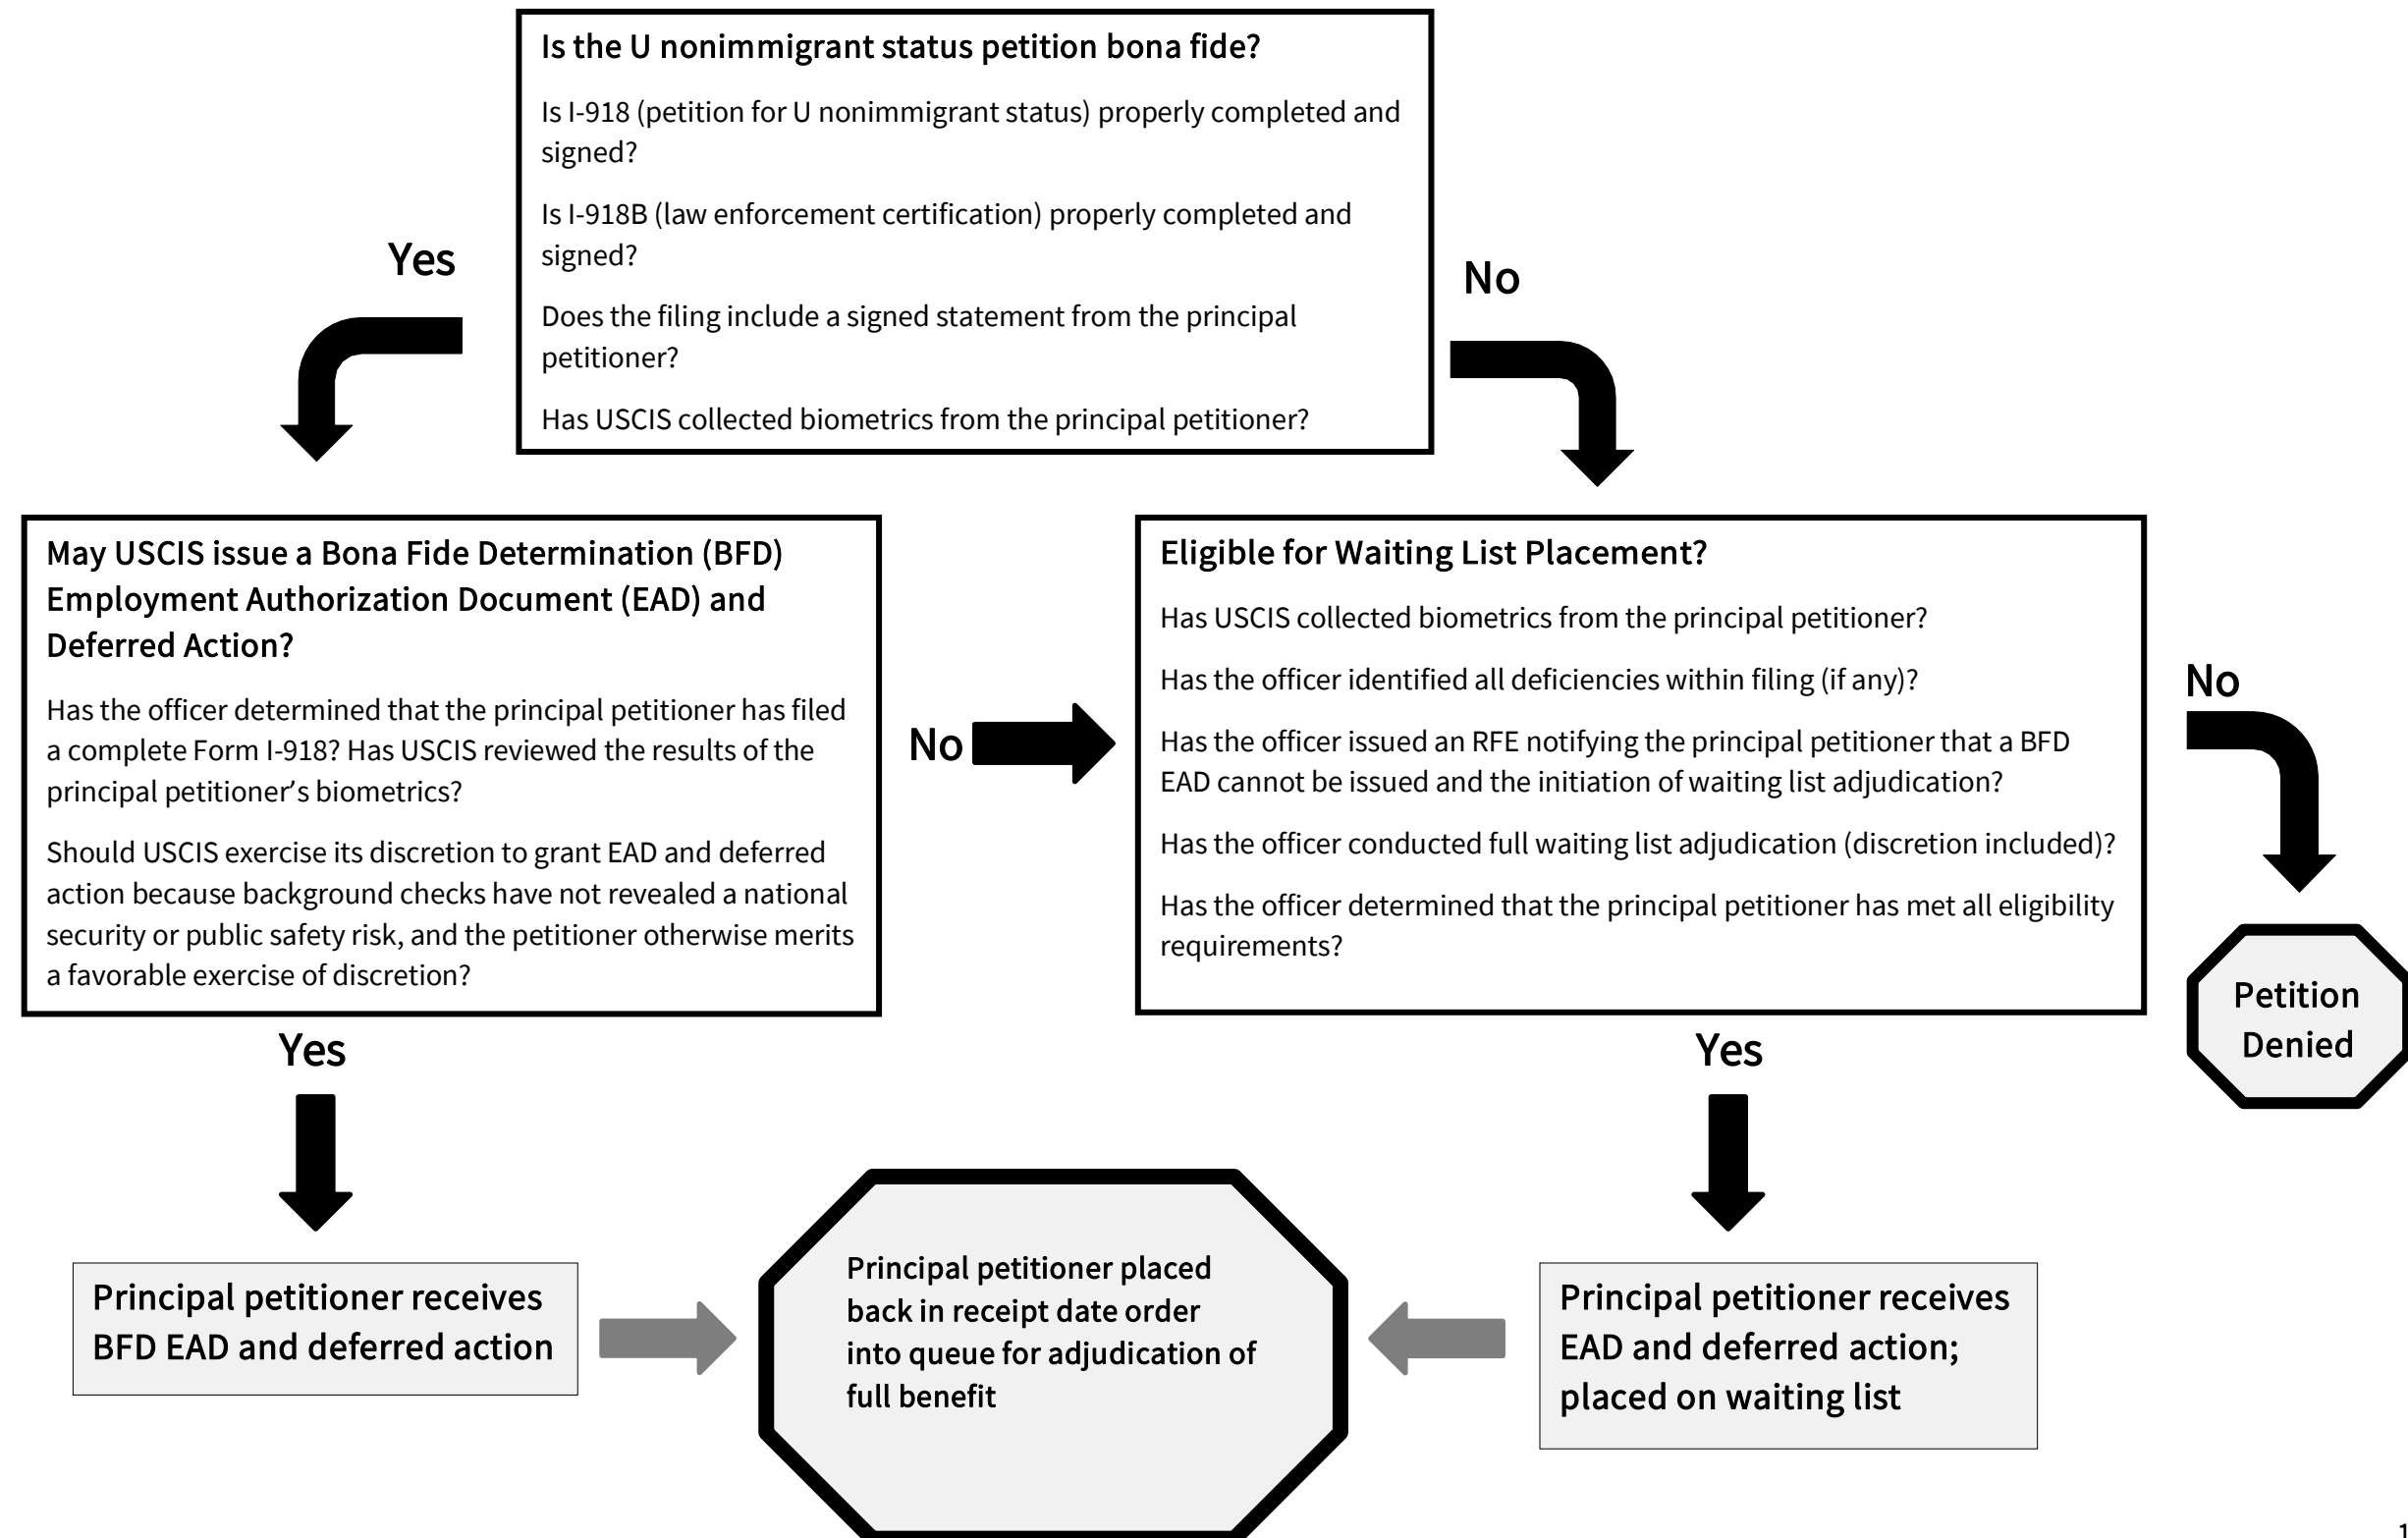 Is the U nonimmigrant status petition bona fide?
Is I-918 (petition for U nonimmigrant status) properly completed and
signed?
Is I-918B (law enforcement certification) properly completed and
signed?
Does the filing include a signed statement from the principal
petitioner?
Has USCIS collected biometrics from the principal petitioner?
Yes
No
May USCIS issue a Bona Fide Determination (BFD)
Employment Authorization Document (EAD) and
Deferred Action?
Has the officer determined that the principal petitioner has filed
a complete Form I-918? Has USCIS reviewed the results of the
principal petitioner’s biometrics?
Should USCIS exercise its discretion to grant EAD and deferred
action because background checks have not revealed a national
security or public safety risk, and the petitioner otherwise merits
a favorable exercise of discretion?
No
Eligible for Waiting List Placement?
Has USCIS collected biometrics from the principal petitioner?
Has the officer identified all deficiencies within filing (if any)?
Has the officer issued an RFE notifying the principal petitioner that a BFD
EAD cannot be issued and the initiation of waiting list adjudication?
Has the officer conducted full waiting list adjudication (discretion included)?
Has the officer determined that the principal petitioner has met all eligibility
requirements?
No
Petition
Denied
Yes
Yes
Principal petitioner receives
BFD EAD and deferred action
Principal petitioner placed
back in receipt date order
into queue for adjudication of
full benefit
Principal petitioner receives
EAD and deferred action;
placed on waiting list
1